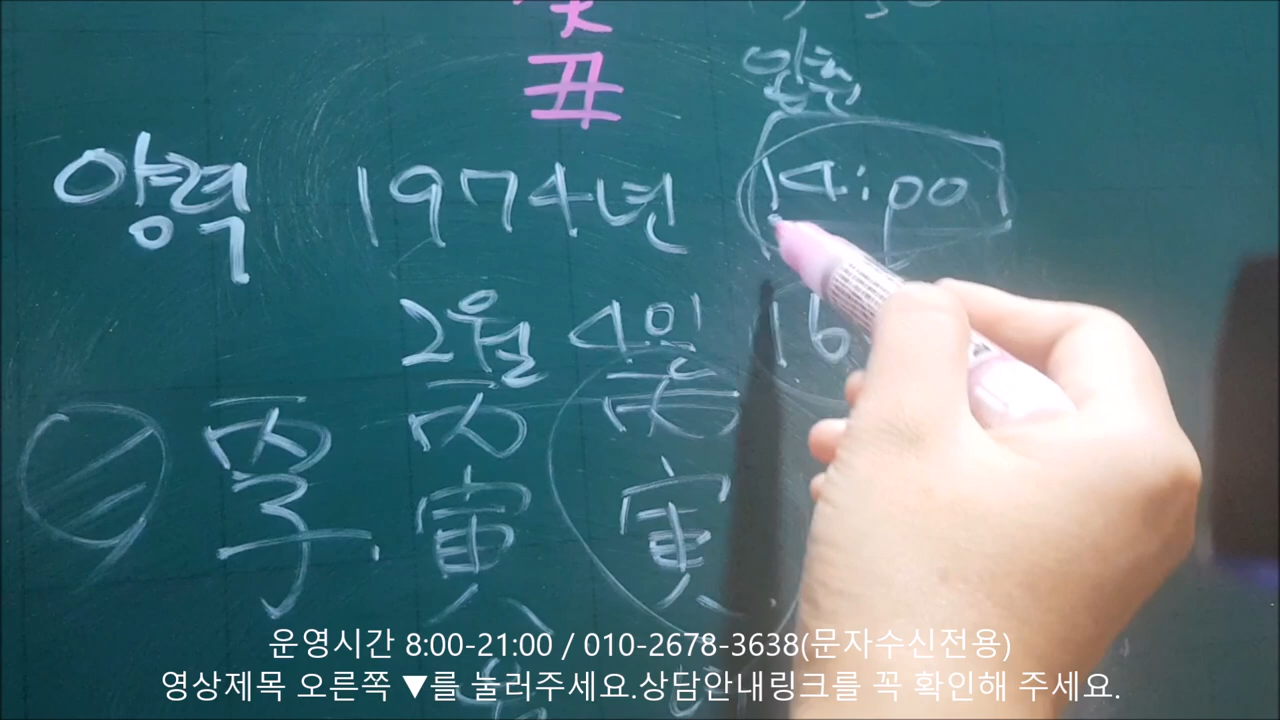 丑
입춘
양력 1974년 14:00
2월 4일 16
丙 丙
子 寅 寅
운영시간 8:00-21:00 / 010-2678-3638(문자수신전용)
영상제목 오른쪽 ▼를 눌러주세요.상담안내링크를 꼭 확인해 주세요.